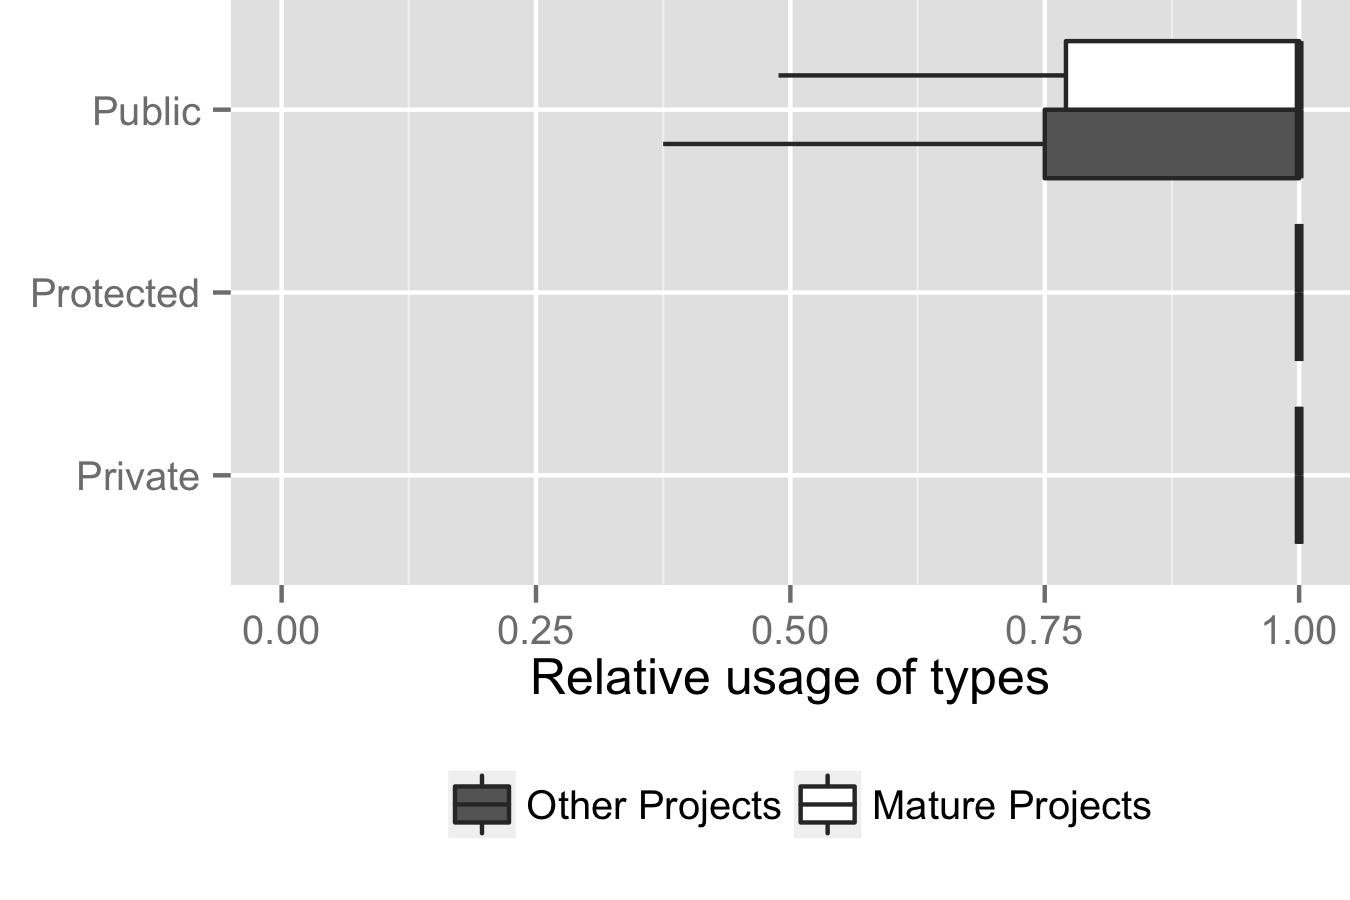 Public
Protected
Private
0.00 0.25 0.50 0.75 1.00
Relative usage of types
Other Projects Mature Projects